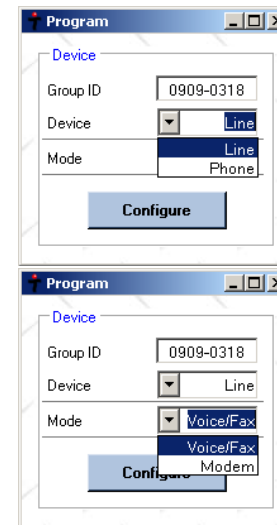 Program
Device
Group ID 0909-0318
Device Line
Line
Mode
Phone
Configure
Program
Device
Group ID 0909-0318
Device Line
Mode Voice/Fax
Voice/Fax
Modem